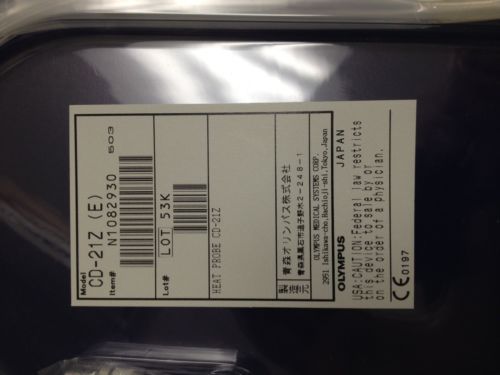 Model
CD-21Z (E)
503
Item# N1082930
Lot# LOT 53K
HEAT PROBE CD-21Z
製造元
青森オリンパス株式会社
青森県黒石市追子野木2-248-1
OLYMPUS MEDICAL SYSTEMS CORP.
2951 Ishikawa-cho,Hachioji-shi,Tokyo,Japan
OLYMPUS JAPAN
USA:CAUTION:Federal law restricts
this device to sale by or
on the order of a physician.
CE0197